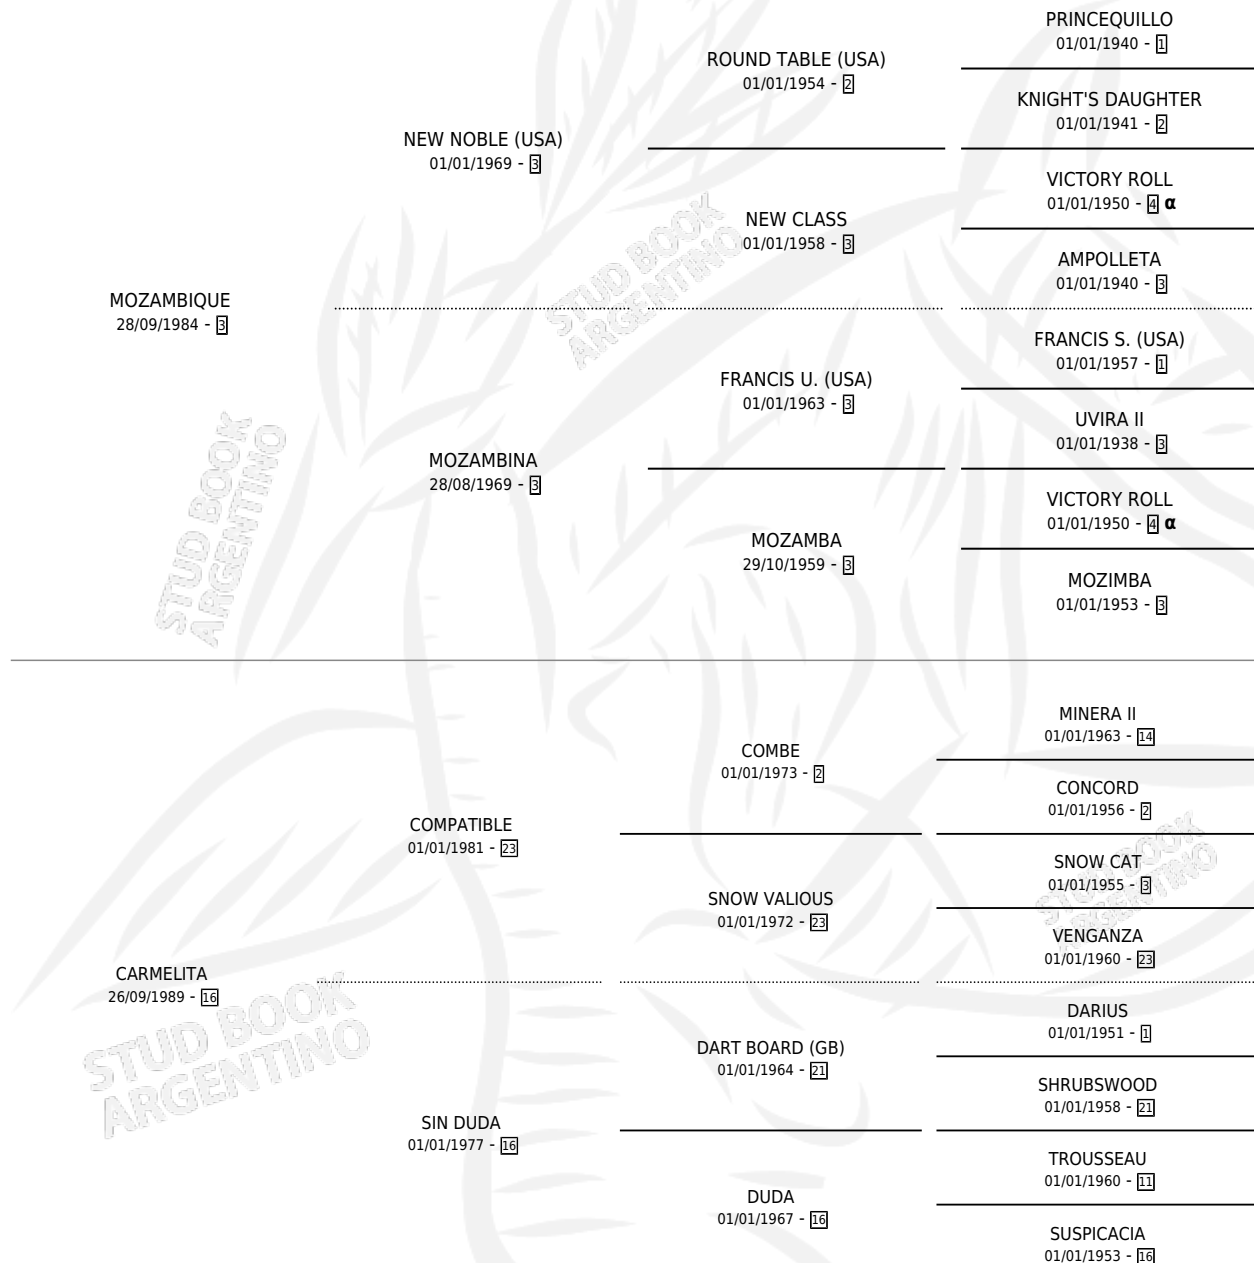 PRINCEQUILLO
01/01/1940 - 1
ROUND TABLE (USA)
01/01/1954 - 2
KNIGHT'S DAUGHTER
01/01/1941 - 2
NEW NOBLE (USA)
01/01/1969 - 3
VICTORY ROLL
01/01/1950 - 4 α
NEW CLASS
01/01/1958 - 3
AMPOLLETA
01/01/1940 - 3
MOZAMBIQUE
28/09/1984 - 3
FRANCIS S. (USA)
01/01/1957 - 1
FRANCIS U. (USA)
01/01/1963 - 3
UVIRA II
01/01/1938 - 3
MOZAMBINA
28/08/1969 - 3
VICTORY ROLL
01/01/1950 - 4 α
MOZAMBA
29/10/1959 - 3
MOZIMBA
01/01/1953 - 3
MINERA II
01/01/1963 - 14
COMBE
01/01/1973 - 2
CONCORD
01/01/1956 - 2
COMPATIBLE
01/01/1981 - 23
SNOW CAT
01/01/1955 - 3
SNOW VALIOUS
01/01/1972 - 23
VENGANZA
01/01/1960 - 23
CARMELITA
26/09/1989 - 16
DARIUS
01/01/1951 - 1
DART BOARD (GB)
01/01/1964 - 21
SHRUBSWOOD
01/01/1958 - 21
SIN DUDA
01/01/1977 - 16
TROUSSEAU
01/01/1960 - 11
DUDA
01/01/1967 - 16
SUSPICACIA
01/01/1953 - 16
STUD BOOK
ARGENTINO
STUD BOOK
ARGENTINO
STUD BOOK
ARGENTINO
STUD BOOK
ARGENTINO